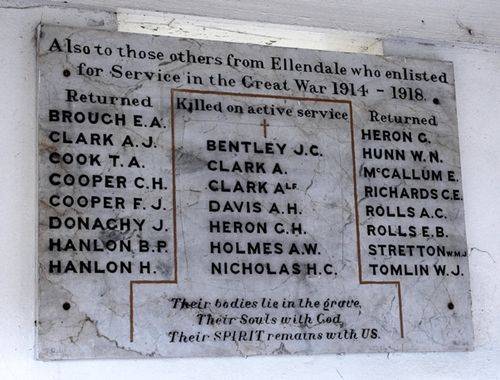 Also to those others from Ellendale who enlisted
for Service in the Great War 1914 - 1918.
Returned
BROUCH E.A.
CLARK A.J.
COOK T.A.
COOPER C.H.
COOPER F.J.
DONACHY J.
HANLON B.P.
HANLON H.
Killed on active service
BENTLEY J.C.
CLARK A.
CLARK ALF.
DAVIS A.H.
HERON G.H.
HOLMES A.W.
NICHOLAS H.C.
Returned
HERON G.
HUNN W.N.
McCALLUM E.
RICHARDS C.E.
ROLLS A.C.
ROLLS E.B.
STRETTON W.M.J.
TOMLIN W.J.
Their bodies lie in the grave,
Their Souls with God,
Their SPIRIT remains with US.